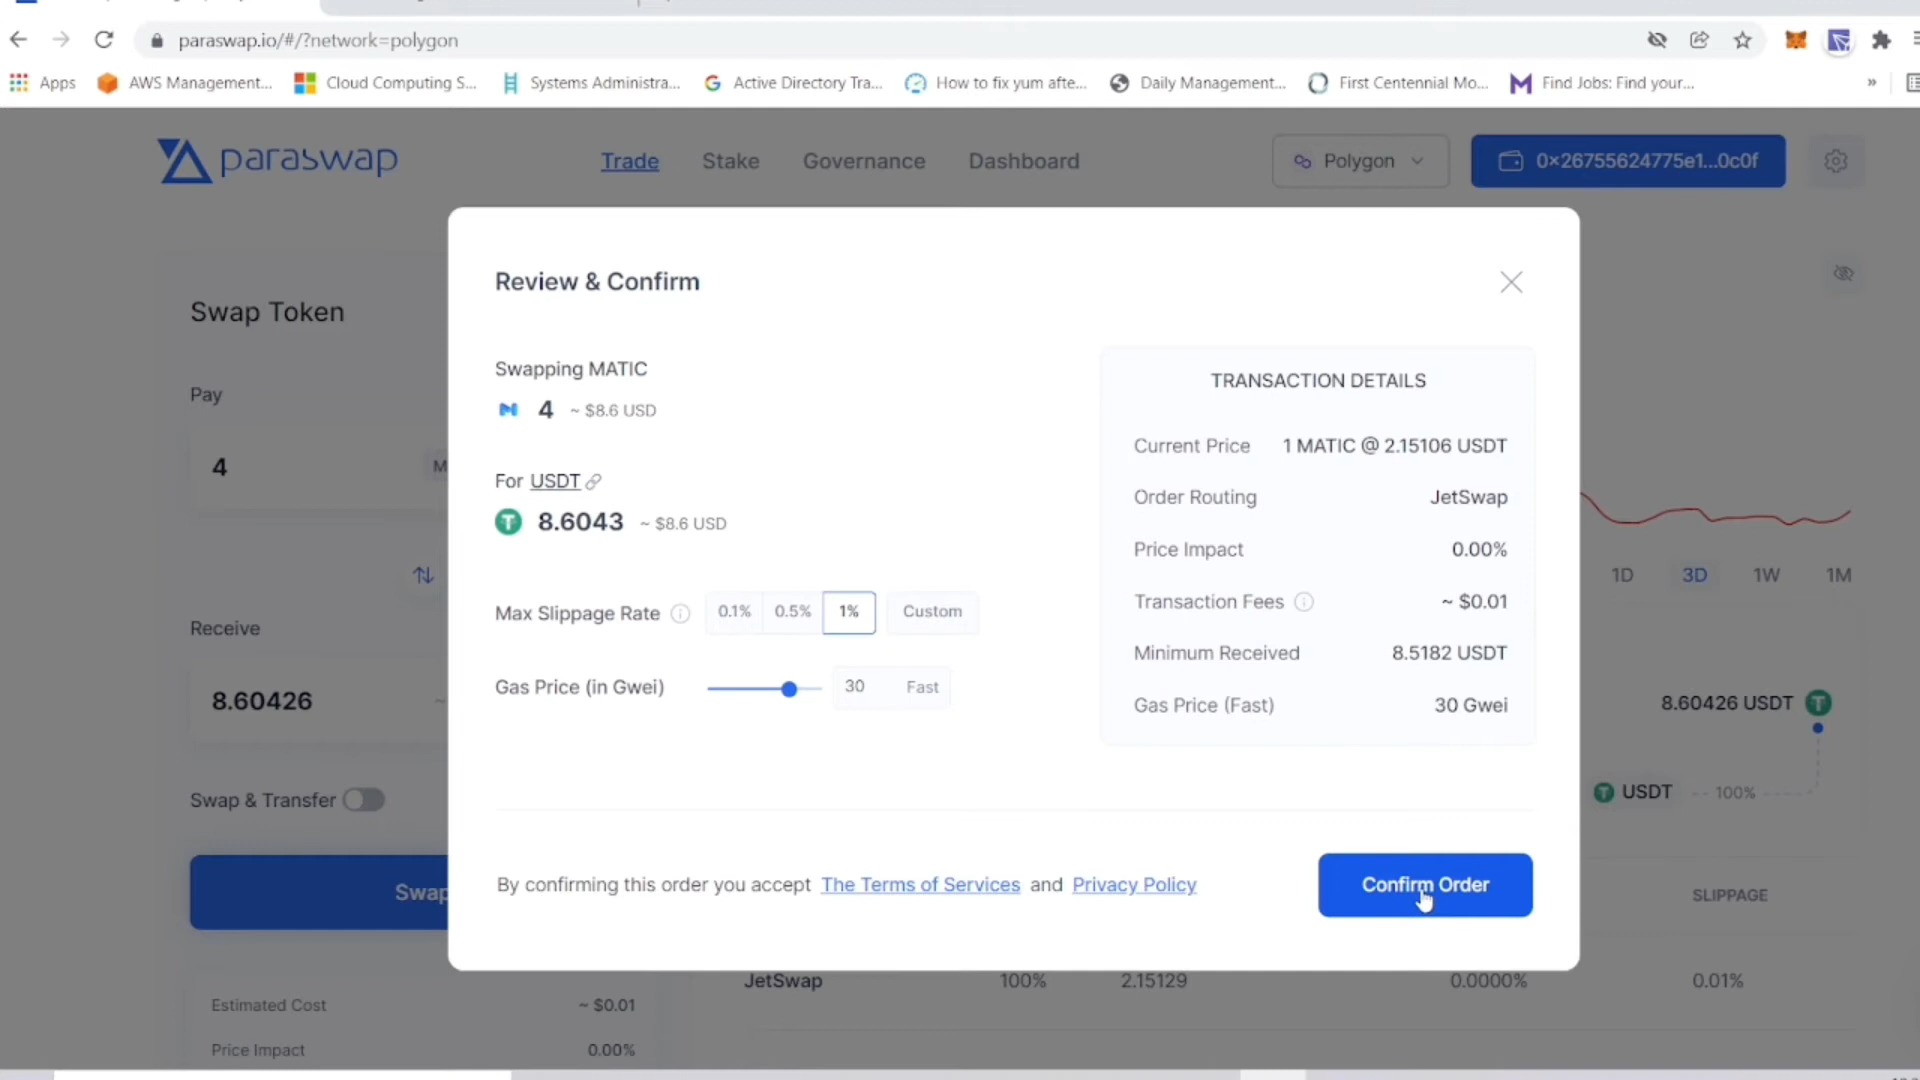 paraswap.io/#/?network=polygon
Apps AWS Management... Cloud Computing S... Systems Administra... Active Directory Tra... How to fix yum afte... Daily Management... First Centennial Mo... Find Jobs: Find your... »
paraswap Trade Stake Governance Dashboard Polygon 0×26755624775e1...0c0f
Swap Token
Pay
4 M
Receive
8.60426 ~
Swap & Transfer
Swap
Estimated Cost ~ $0.01
Price Impact 0.00%
Review & Confirm
Swapping MATIC
4 ~ $8.6 USD
For USDT
8.6043 ~ $8.6 USD
Max Slippage Rate 0.1% 0.5% 1% Custom
Gas Price (in Gwei) 30 Fast
TRANSACTION DETAILS
Current Price 1 MATIC @ 2.15106 USDT
Order Routing JetSwap
Price Impact 0.00%
Transaction Fees ~ $0.01
Minimum Received 8.5182 USDT
Gas Price (Fast) 30 Gwei
By confirming this order you accept The Terms of Services and Privacy Policy
Confirm Order
1D 3D 1W 1M
8.60426 USDT
USDT 100%
SLIPPAGE
JetSwap 100% 2.15129 0.0000% 0.01%